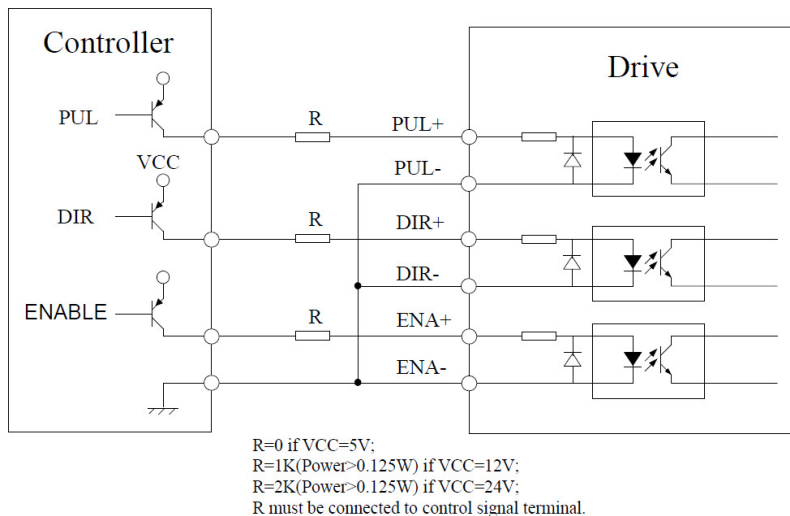 Controller
Drive
PUL
R
PUL+
VCC
PUL-
DIR
R
DIR+
DIR-
ENABLE
R
ENA+
ENA-
R=0 if VCC=5V;
R=1K(Power>0.125W) if VCC=12V;
R=2K(Power>0.125W) if VCC=24V;
R must be connected to control signal terminal.